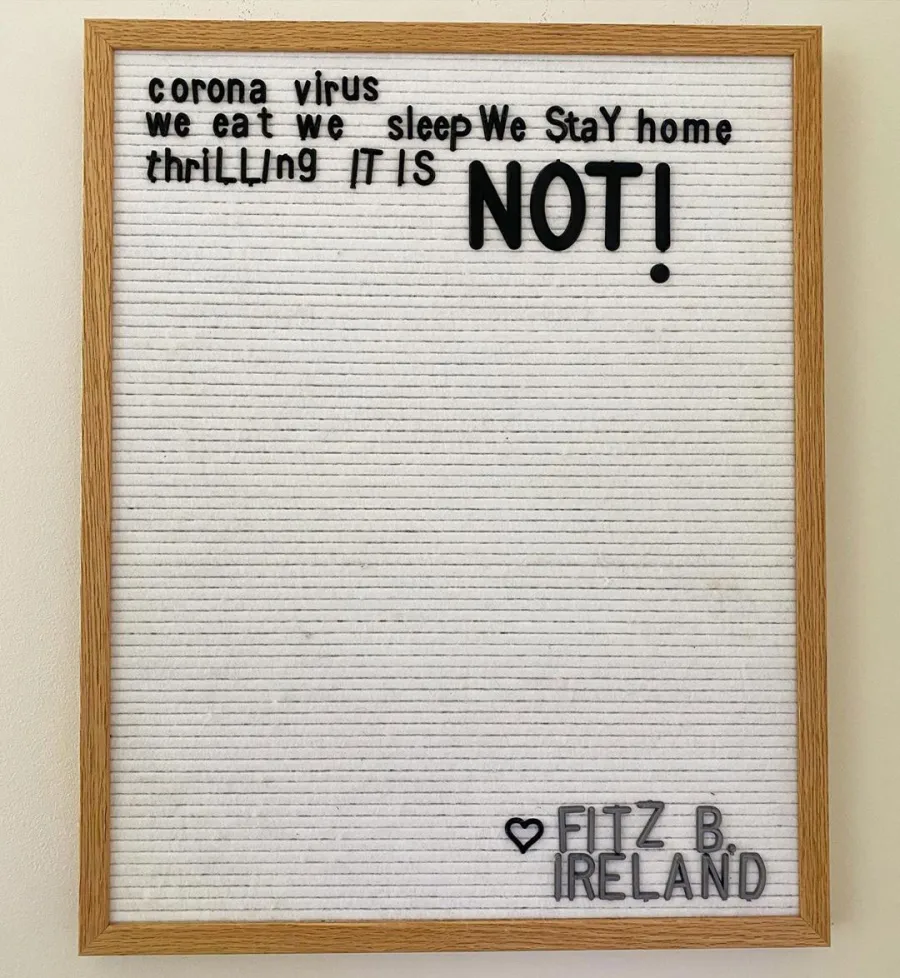 corona virus
we eat we sleep We StaY home
thriLLIng IT IS NOT!
♡ FITZ B.
IRELAND